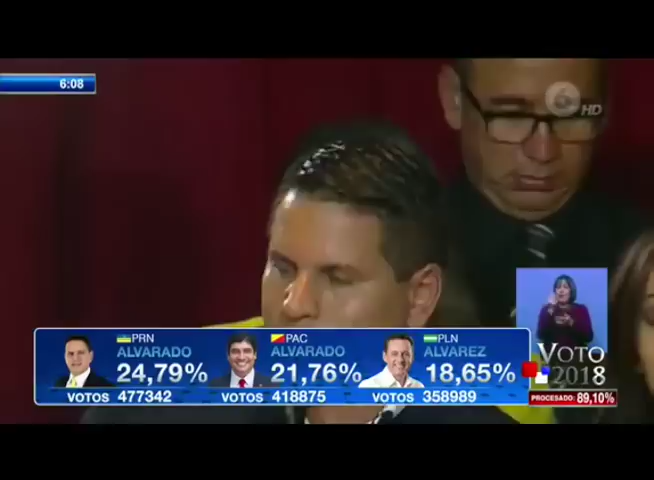 6:08
6 HD
PRN
ALVARADO
24,79%
VOTOS 477342
PAC
ALVARADO
21,76%
VOTOS 418875
PLN
ALVAREZ
18,65%
VOTOS 358989
VOTO
2018
PROCESADO: 89,10%